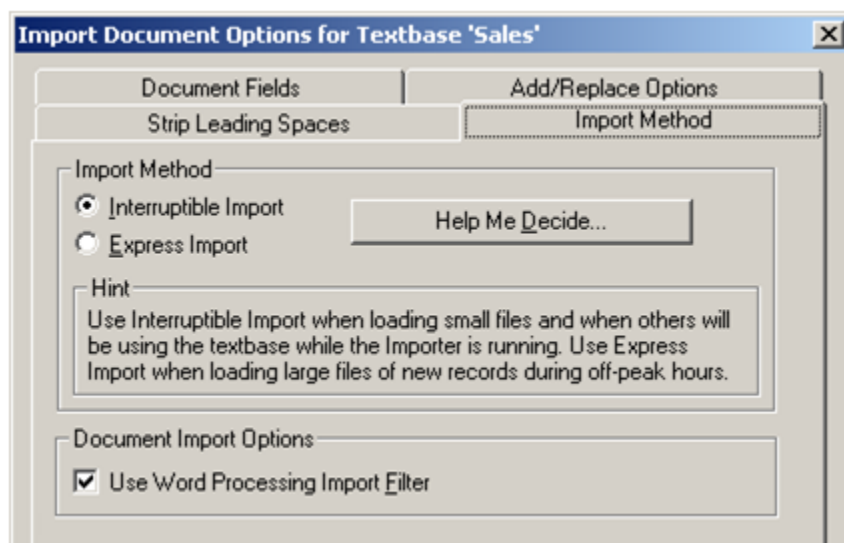 Import Document Options for Textbase 'Sales'
Document Fields
Add/Replace Options
Strip Leading Spaces
Import Method
Import Method
Interruptible Import
Help Me Decide...
Express Import
Hint
Use Interruptible Import when loading small files and when others will
be using the textbase while the Importer is running. Use Express
Import when loading large files of new records during off-peak hours.
Document Import Options
Use Word Processing Import Filter